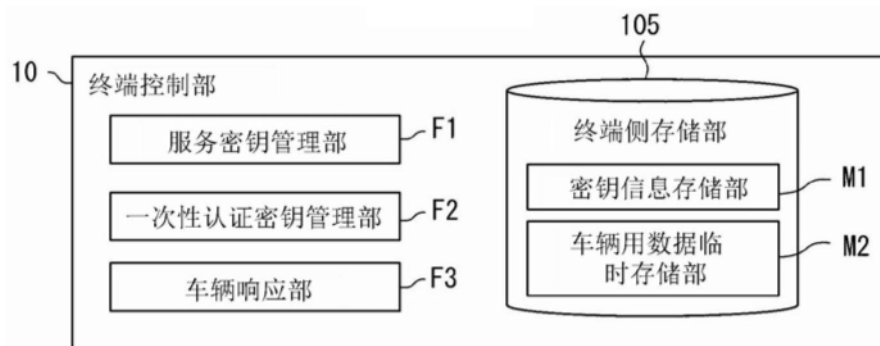 105
10
终端控制部
终端侧存储部
服务密钥管理部
F1
密钥信息存储部
M1
一次性认证密钥管理部
F2
车辆用数据临
时存储部
M2
车辆响应部
F3